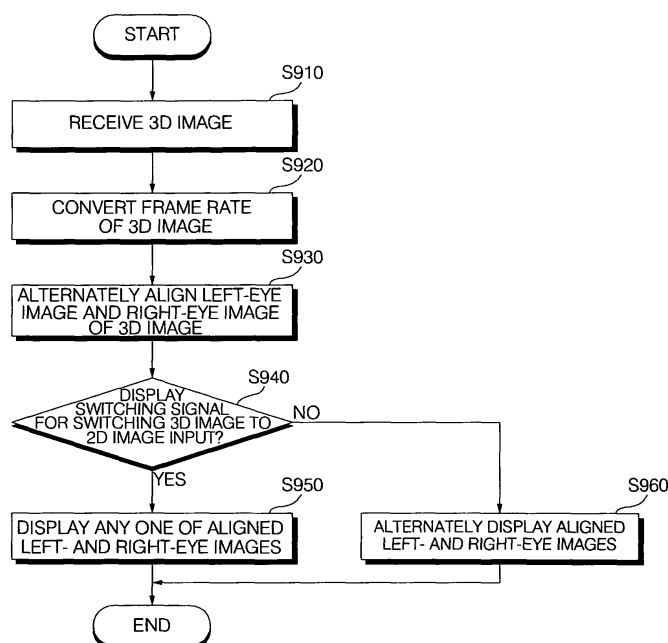 START
S910
RECEIVE 3D IMAGE
S920
CONVERT FRAME RATE
OF 3D IMAGE
S930
ALTERNATELY ALIGN LEFT-EYE
IMAGE AND RIGHT-EYE IMAGE
OF 3D IMAGE
S940
DISPLAY
SWITCHING SIGNAL
FOR SWITCHING 3D IMAGE TO
2D IMAGE INPUT?
NO
YES
S950
DISPLAY ANY ONE OF ALIGNED
LEFT- AND RIGHT-EYE IMAGES
S960
ALTERNATELY DISPLAY ALIGNED
LEFT- AND RIGHT-EYE IMAGES
END